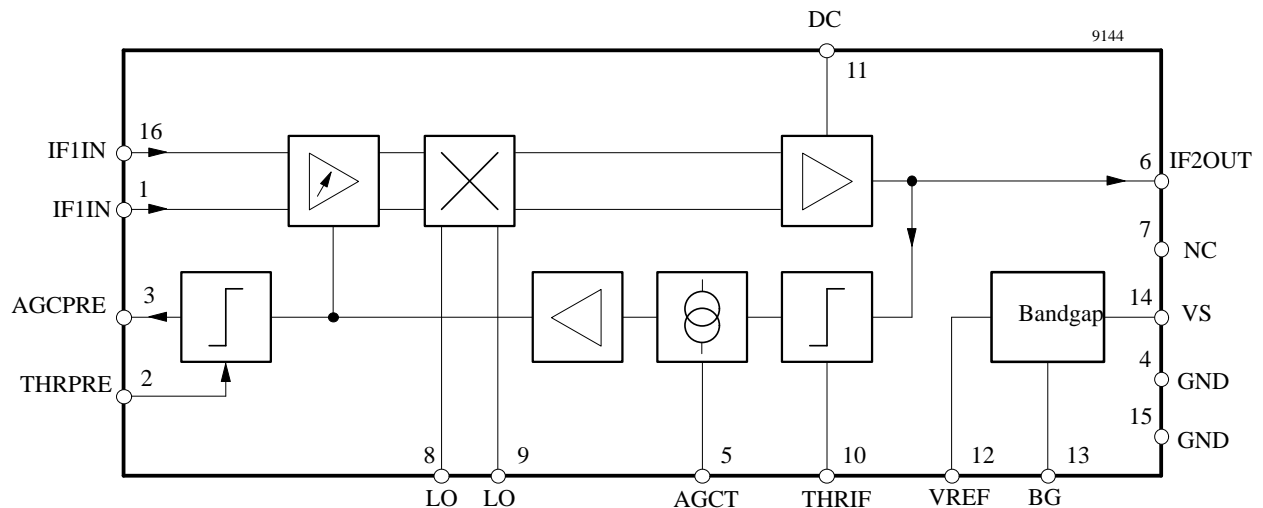 DC
9144
11
16
IF1IN
1
IF1IN
6
IF2OUT
7
NC
AGCPRE
3
Bandgap
14
VS
THRPRE
2
4
GND
15
GND
8
9
5
10
12
13
LO
LO
AGCT
THRIF
VREF
BG